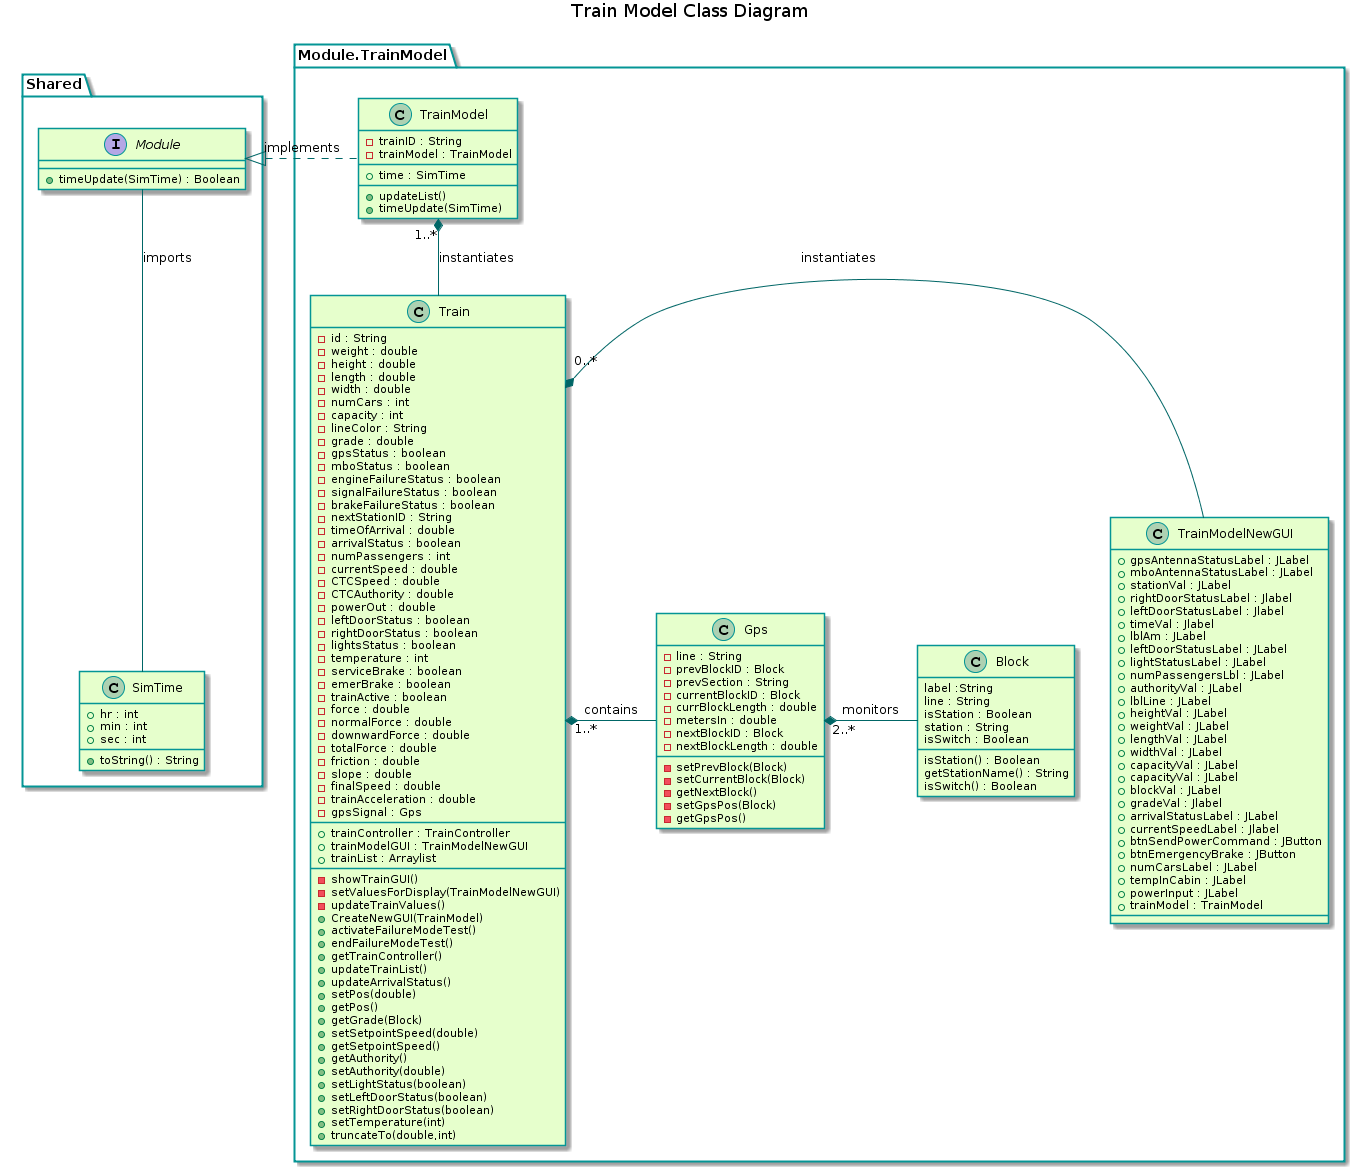 Train Model Class Diagram
Shared
Module
timeUpdate(SimTime) : Boolean
imports
SimTime
hr : int
min : int
sec : int
toString() : String
implements
Module.TrainModel
TrainModel
trainID : String
trainModel : TrainModel
time : SimTime
updateList()
timeUpdate(SimTime)
1..*
instantiates
Train
id : String
weight : double
height : double
length : double
width : double
numCars : int
capacity : int
lineColor : String
grade : double
gpsStatus : boolean
mboStatus : boolean
engineFailureStatus : boolean
signalFailureStatus : boolean
brakeFailureStatus : boolean
nextStationID : String
timeOfArrival : double
arrivalStatus : boolean
numPassengers : int
currentSpeed : double
CTCSpeed : double
CTCAuthority : double
powerOut : double
leftDoorStatus : boolean
rightDoorStatus : boolean
lightsStatus : boolean
temperature : int
serviceBrake : boolean
emerBrake : boolean
trainActive : boolean
force : double
normalForce : double
downwardForce : double
totalForce : double
friction : double
slope : double
finalSpeed : double
trainAcceleration : double
gpsSignal : Gps
trainController : TrainController
trainModelGUI : TrainModelNewGUI
trainList : Arraylist
showTrainGUI()
setValuesForDisplay(TrainModelNewGUI)
updateTrainValues()
CreateNewGUI(TrainModel)
activateFailureModeTest()
endFailureModeTest()
getTrainController()
updateTrainList()
updateArrivalStatus()
setPos(double)
getPos()
getGrade(Block)
setSetpointSpeed(double)
getSetpointSpeed()
getAuthority()
setAuthority(double)
setLightStatus(boolean)
setLeftDoorStatus(boolean)
setRightDoorStatus(boolean)
setTemperature(int)
truncateTo(double,int)
instantiates
0..*
contains
1..*
Gps
line : String
prevBlockID : Block
prevSection : String
currentBlockID : Block
currBlockLength : double
metersIn : double
nextBlockID : Block
nextBlockLength : double
setPrevBlock(Block)
setCurrentBlock(Block)
getNextBlock()
setGpsPos(Block)
getGpsPos()
monitors
2..*
Block
label :String
line : String
isStation : Boolean
station : String
isSwitch : Boolean
isStation() : Boolean
getStationName() : String
isSwitch() : Boolean
TrainModelNewGUI
gpsAntennaStatusLabel : JLabel
mboAntennaStatusLabel : JLabel
stationVal : JLabel
rightDoorStatusLabel : Jlabel
leftDoorStatusLabel : Jlabel
timeVal : Jlabel
lblAm : JLabel
leftDoorStatusLabel : JLabel
lightStatusLabel : JLabel
numPassengersLbl : JLabel
authorityVal : JLabel
lblLine : JLabel
heightVal : JLabel
weightVal : JLabel
lengthVal : JLabel
widthVal : JLabel
capacityVal : JLabel
capacityVal : JLabel
blockVal : JLabel
gradeVal : Jlabel
arrivalStatusLabel : JLabel
currentSpeedLabel : Jlabel
btnSendPowerCommand : JButton
btnEmergencyBrake : JButton
numCarsLabel : JLabel
tempInCabin : JLabel
powerInput : JLabel
trainModel : TrainModel